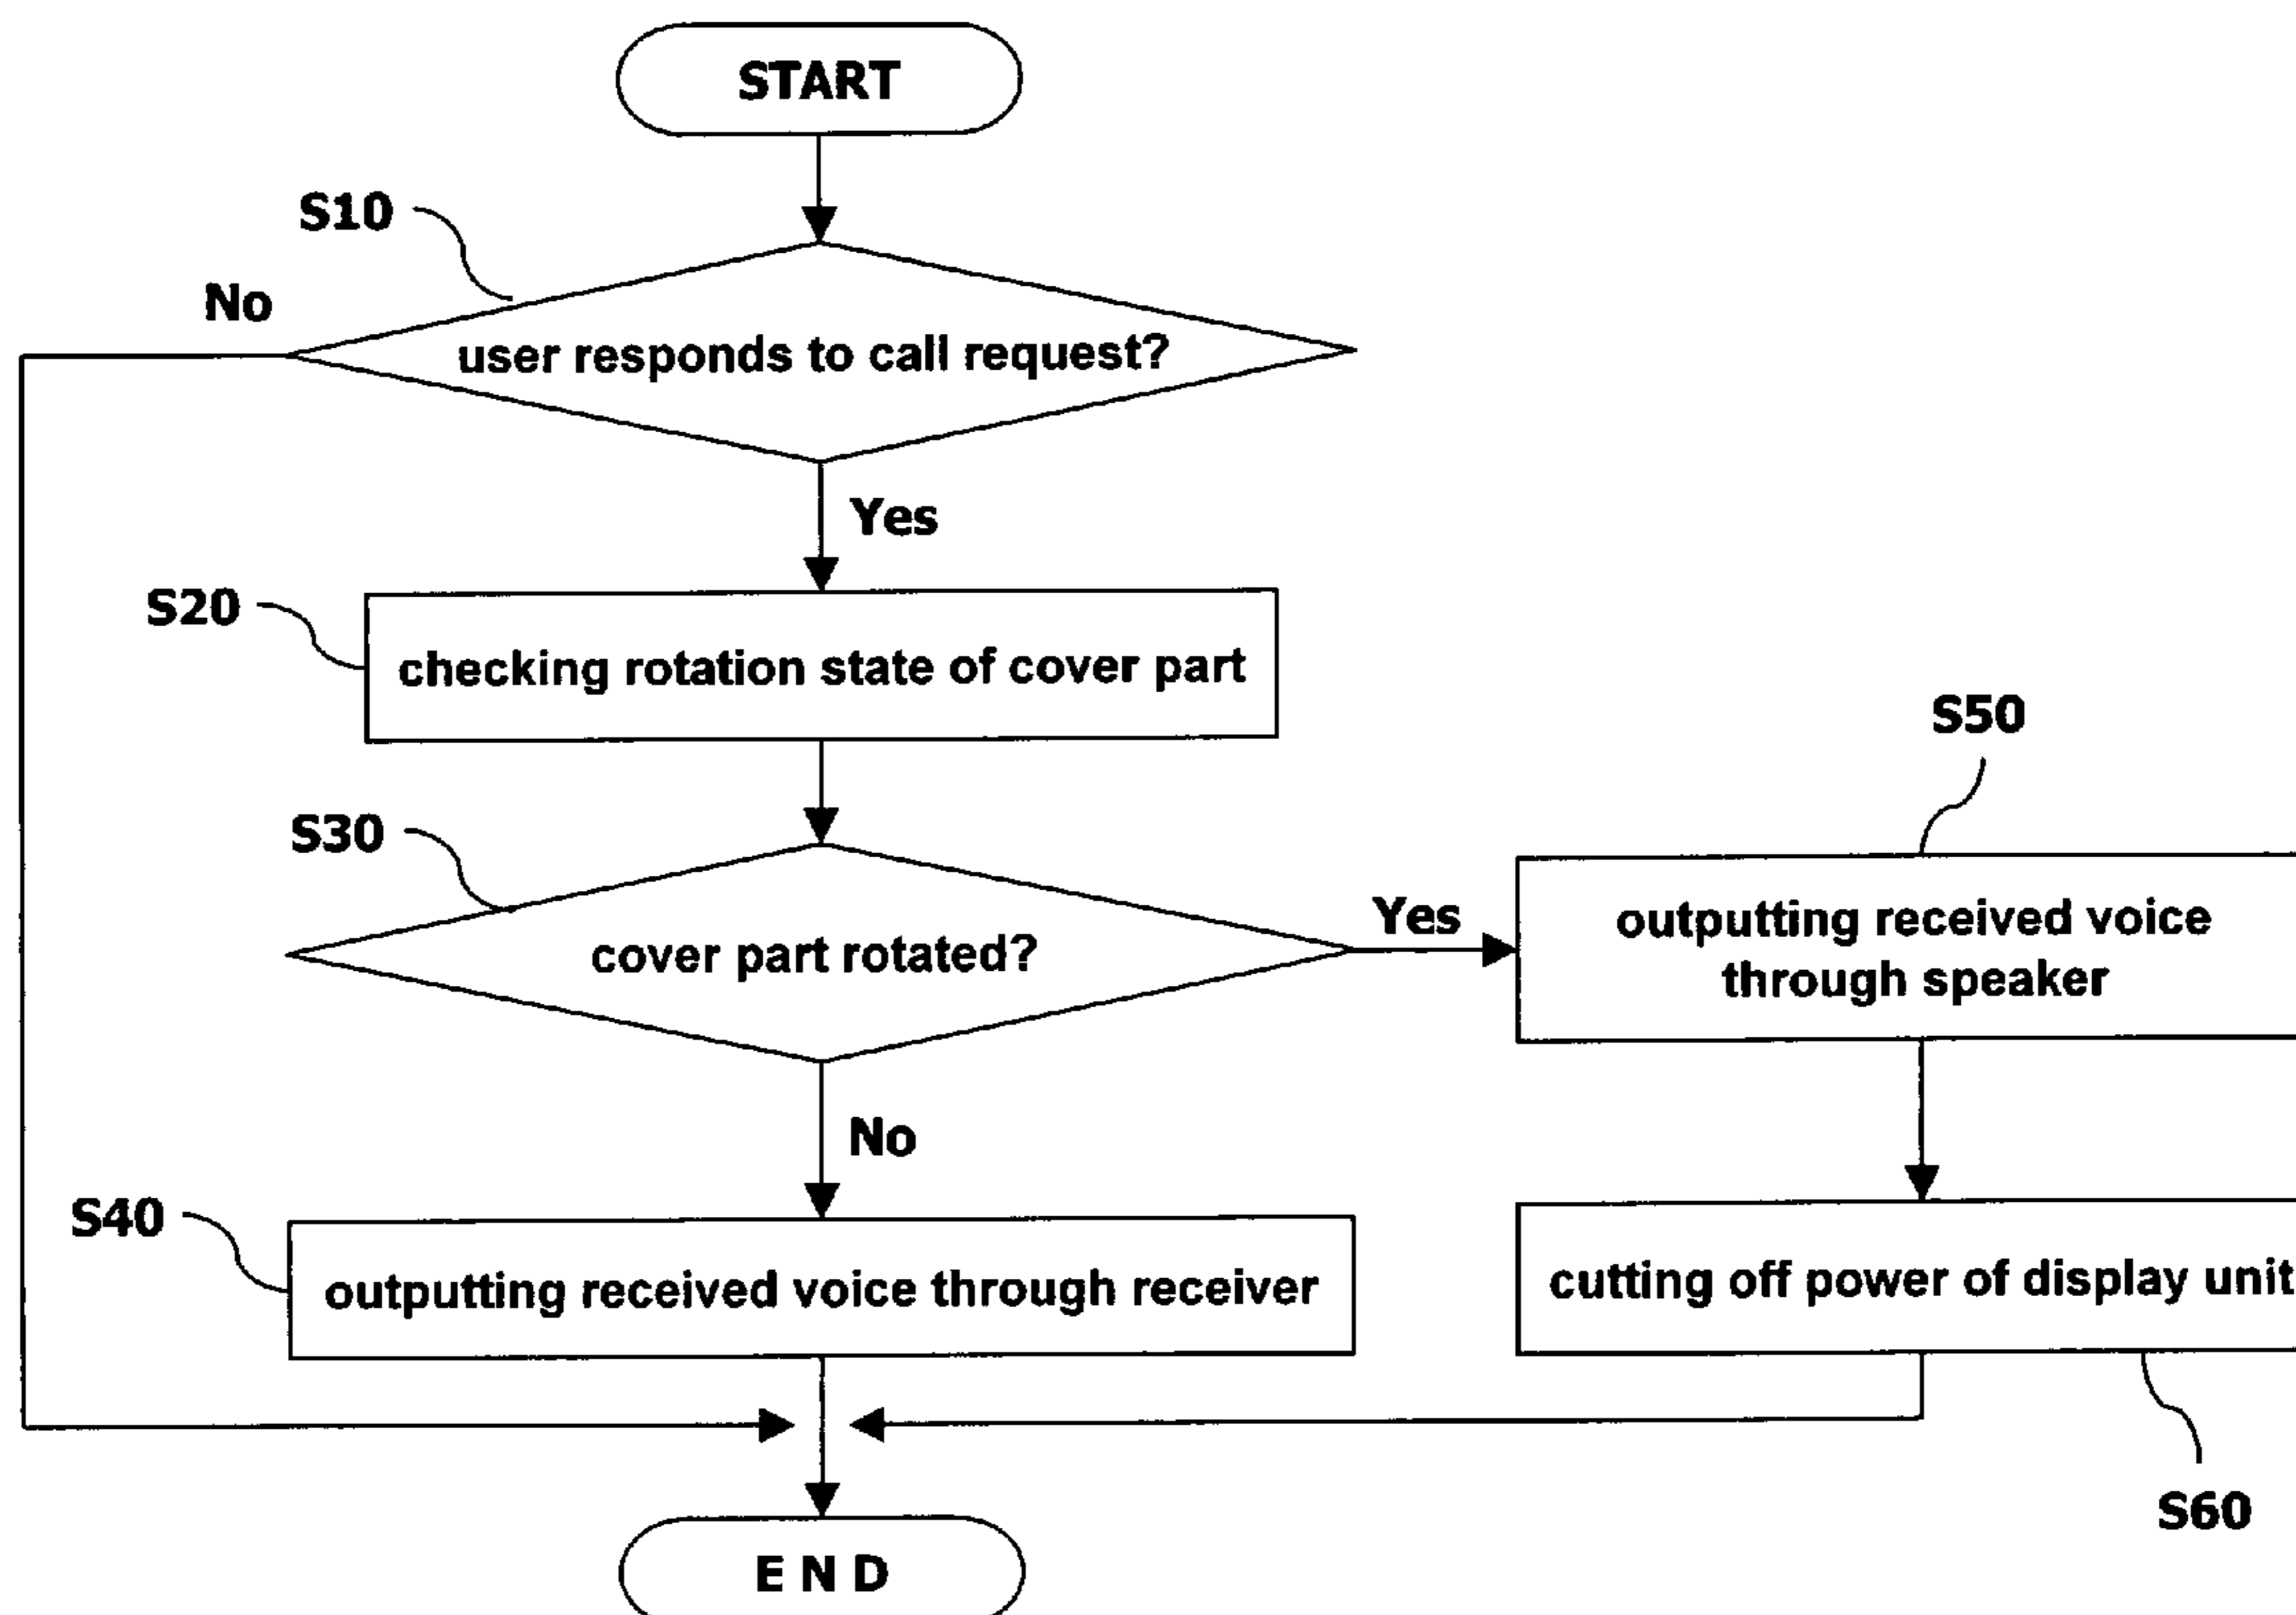 START
S10
No
user responds to call request?
Yes
S20
checking rotation state of cover part
S30
cover part rotated?
Yes
S50
outputting received voice
through speaker
No
S40
outputting received voice through receiver
cutting off power of display unit
S60
E N D